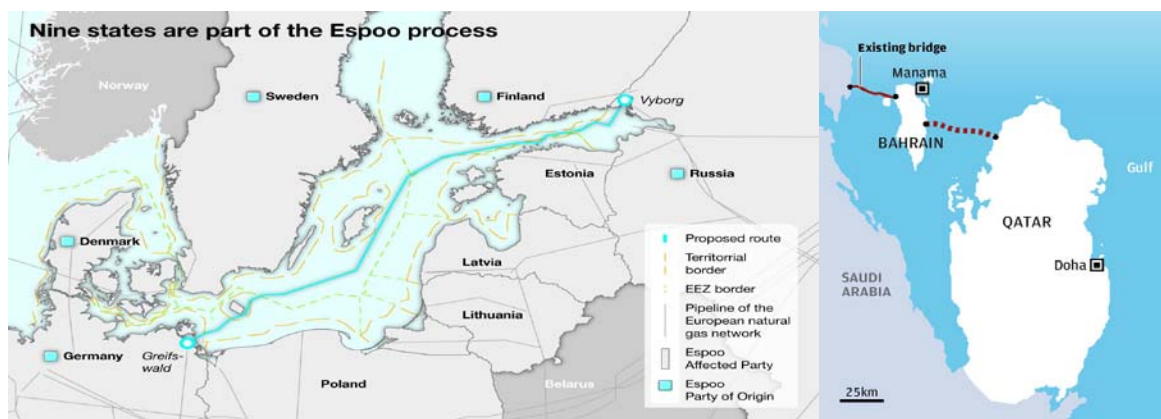 Nine states are part of the Espoo process
Norway
Sweden
Finland
Vyborg
Estonia
Russia
Denmark
Latvia
Lithuania
Germany
Greifs-
wald
Poland
Belarus
Proposed route
Territorrial
border
EEZ border
Pipeline of the
European natural
gas network
Espoo
Affected Party
Espoo
Party of Origin
Existing bridge
Manama
BAHRAIN
Gulf
QATAR
Doha
SAUDI
ARABIA
25km